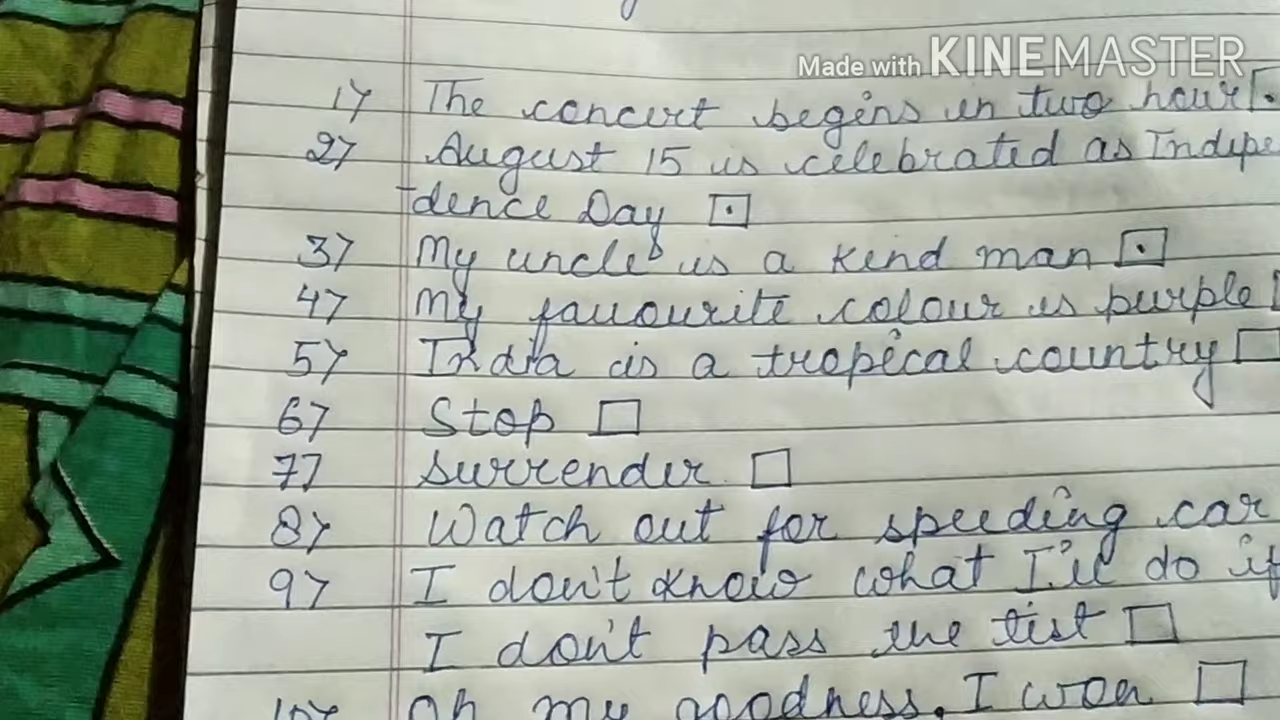 Made with KINEMASTER
1) The concert begins in two hour .
2) August 15 is celebrated as Indipe
-dence Day .
3) My uncle is a kind man .
4) My favourite colour is purple
5) India is a tropical country
6) Stop
7) Surrender
8) Watch out for speeding car
9) I don't know what I'll do if
I don't pass the test
10) Oh my goodness, I won